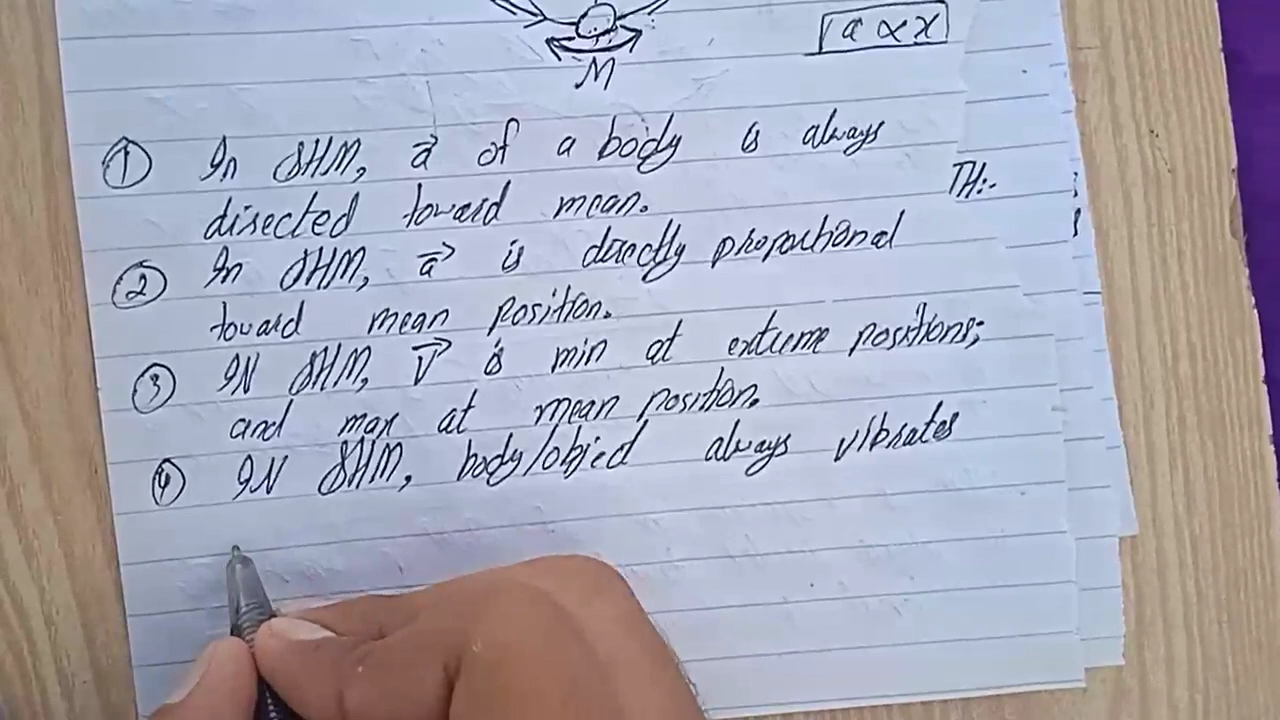 a ∝ x
M
① In SHM, a⃗ of a body is always
directed toward mean.
TH:-
② In SHM, a⃗ is directly proportional
toward mean position.
③ IN SHM, V⃗ is min at extreme positions;
and max at mean position.
④ IN SHM, body/objied always vibrates